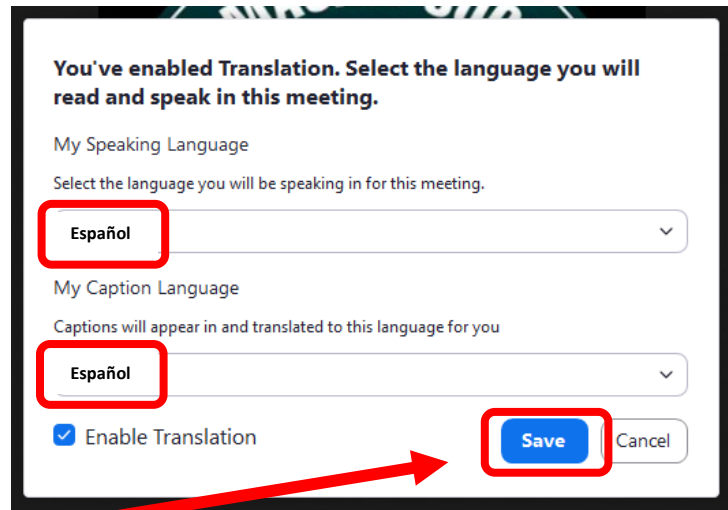 You've enabled Translation. Select the language you will
read and speak in this meeting.
My Speaking Language
Select the language you will be speaking in for this meeting.
Español
My Caption Language
Captions will appear in and translated to this language for you
Español
Enable Translation
Save
Cancel